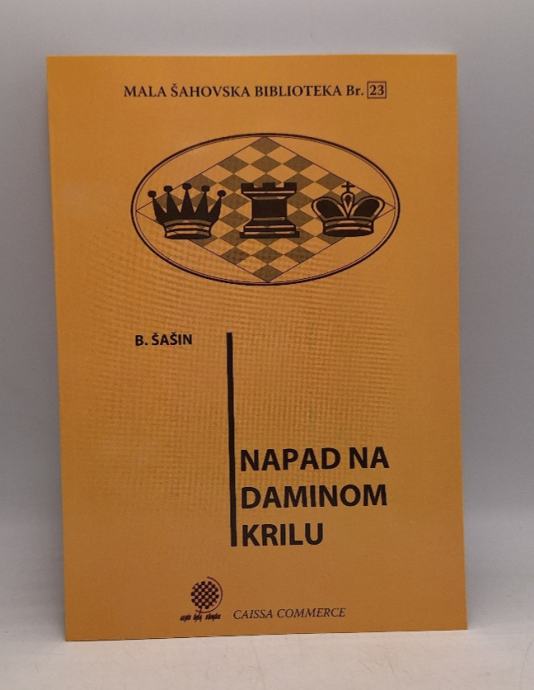 MALA ŠAHOVSKA BIBLIOTEKA Br. 23
B. ŠAŠIN
NAPAD NA
DAMINOM
KRILU
CAISSA COMMERCE